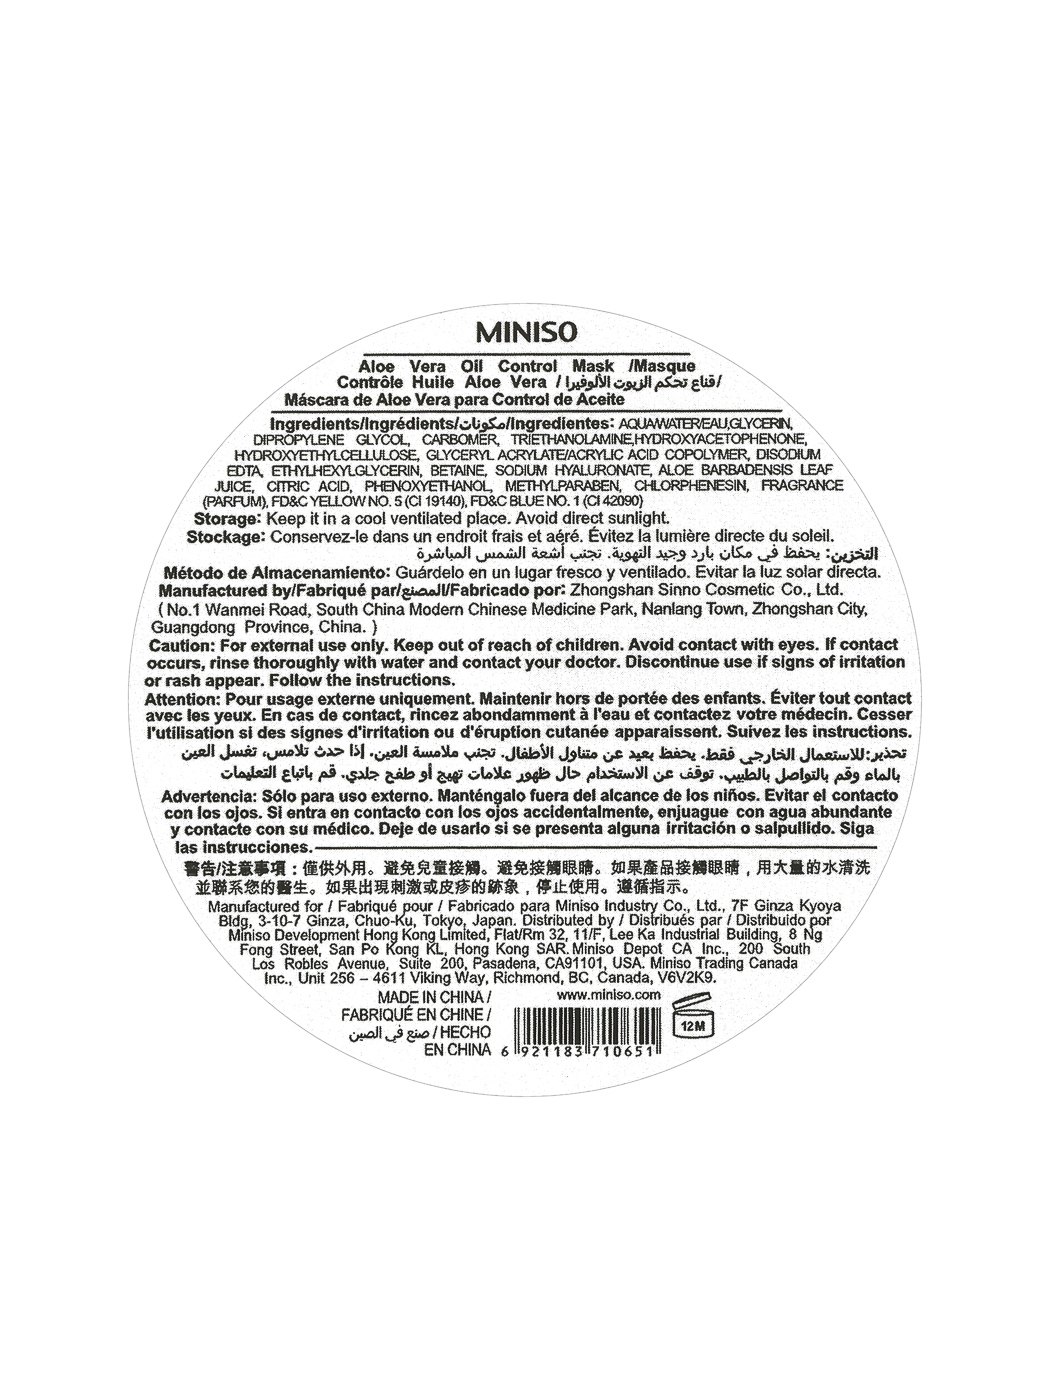 MINISO
Aloe Vera Oil Control Mask /Masque
Contrôle Huile Aloe Vera / قناع تحكم الزيوت الألوفيرا/
Máscara de Aloe Vera para Control de Aceite
Ingredients/Ingrédients/مكونات/Ingredientes: AQUA/WATER/EAU,GLYCERIN,
DIPROPYLENE GLYCOL, CARBOMER, TRIETHANOLAMINE,HYDROXYACETOPHENONE,
HYDROXYETHYLCELLULOSE, GLYCERYL ACRYLATE/ACRYLIC ACID COPOLYMER, DISODIUM
EDTA, ETHYLHEXYLGLYCERIN, BETAINE, SODIUM HYALURONATE, ALOE BARBADENSIS LEAF
JUICE, CITRIC ACID, PHENOXYETHANOL, METHYLPARABEN, CHLORPHENESIN, FRAGRANCE
(PARFUM), FD&C YELLOW NO. 5 (CI 19140), FD&C BLUE NO. 1 (CI 42090)
Storage: Keep it in a cool ventilated place. Avoid direct sunlight.
Stockage: Conservez-le dans un endroit frais et aéré. Évitez la lumière directe du soleil.
التخزين: يحفظ في مكان بارد وجيد التهوية. تجنب أشعة الشمس المباشرة
Método de Almacenamiento: Guárdelo en un lugar fresco y ventilado. Evitar la luz solar directa.
Manufactured by/Fabriqué par/المصنع/Fabricado por: Zhongshan Sinno Cosmetic Co., Ltd.
( No.1 Wanmei Road, South China Modern Chinese Medicine Park, Nanlang Town, Zhongshan City,
Guangdong Province, China. )
Caution: For external use only. Keep out of reach of children. Avoid contact with eyes. If contact
occurs, rinse thoroughly with water and contact your doctor. Discontinue use if signs of irritation
or rash appear. Follow the instructions.
Attention: Pour usage externe uniquement. Maintenir hors de portée des enfants. Éviter tout contact
avec les yeux. En cas de contact, rincez abondamment à l'eau et contactez votre médecin. Cesser
l'utilisation si des signes d'irritation ou d'éruption cutanée apparaissent. Suivez les instructions.
تحذير:للاستعمال الخارجي فقط. يحفظ بعيد عن متناول الأطفال. تجنب ملامسة العين. إذا حدث تلامس، تغسل العين
بالماء وقم بالتواصل بالطبيب. توقف عن الاستخدام حال ظهور علامات تهيج أو طفح جلدي. قم باتباع التعليمات
Advertencia: Sólo para uso externo. Manténgalo fuera del alcance de los niños. Evitar el contacto
con los ojos. Si entra en contacto con los ojos accidentalmente, enjuague con agua abundante
y contacte con su médico. Deje de usarlo si se presenta alguna irritación o salpullido. Siga
las instrucciones.
警告/注意事項：僅供外用。避免兒童接觸。避免接觸眼睛。如果產品接觸眼睛，用大量的水清洗
並聯系您的醫生。如果出現刺激或皮疹的跡象，停止使用。遵循指示。
Manufactured for / Fabriqué pour / Fabricado para Miniso Industry Co., Ltd., 7F Ginza Kyoya
Bldg, 3-10-7 Ginza, Chuo-Ku, Tokyo, Japan. Distributed by / Distribués par / Distribuido por
Miniso Development Hong Kong Limited, Flat/Rm 32, 11/F, Lee Ka Industrial Building, 8 Ng
Fong Street, San Po Kong KL, Hong Kong SAR. Miniso Depot CA Inc., 200 South
Los Robles Avenue, Suite 200, Pasadena, CA91101, USA. Miniso Trading Canada
Inc., Unit 256 – 4611 Viking Way, Richmond, BC, Canada, V6V2K9.
MADE IN CHINA /
FABRIQUÉ EN CHINE /
صنع في الصين / HECHO
EN CHINA
www.miniso.com
6 921183 710651
12M